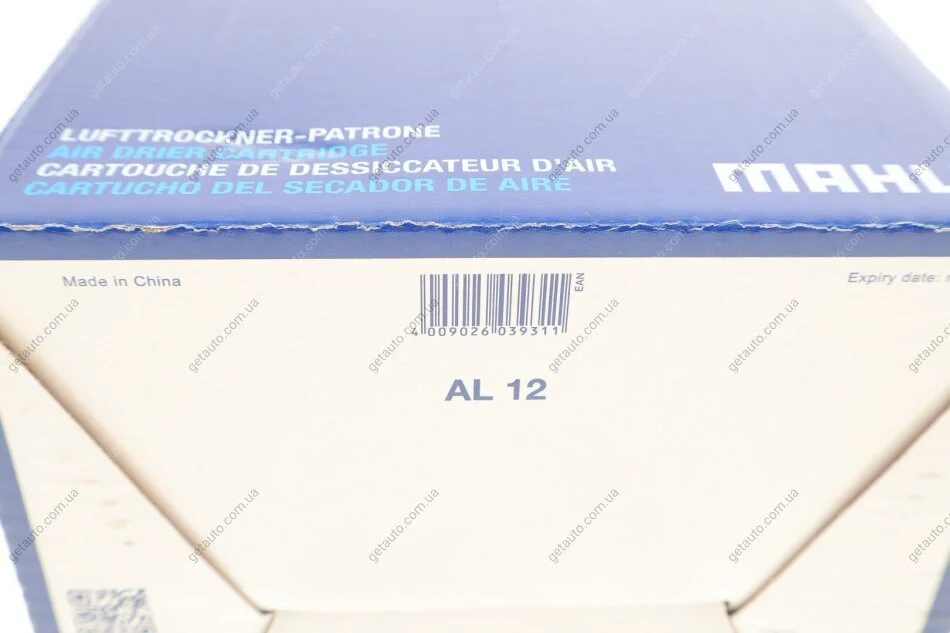 LUFTTROCKNER-PATRONE
AIR DRIER CARTRIDGE
CARTOUCHE DE DESSICCATEUR D'AIR
CARTUCHO DEL SECADOR DE AIRE
MAHL
Made in China
EAN
Expiry date:
4 009026 039311
AL 12
getauto.com.ua